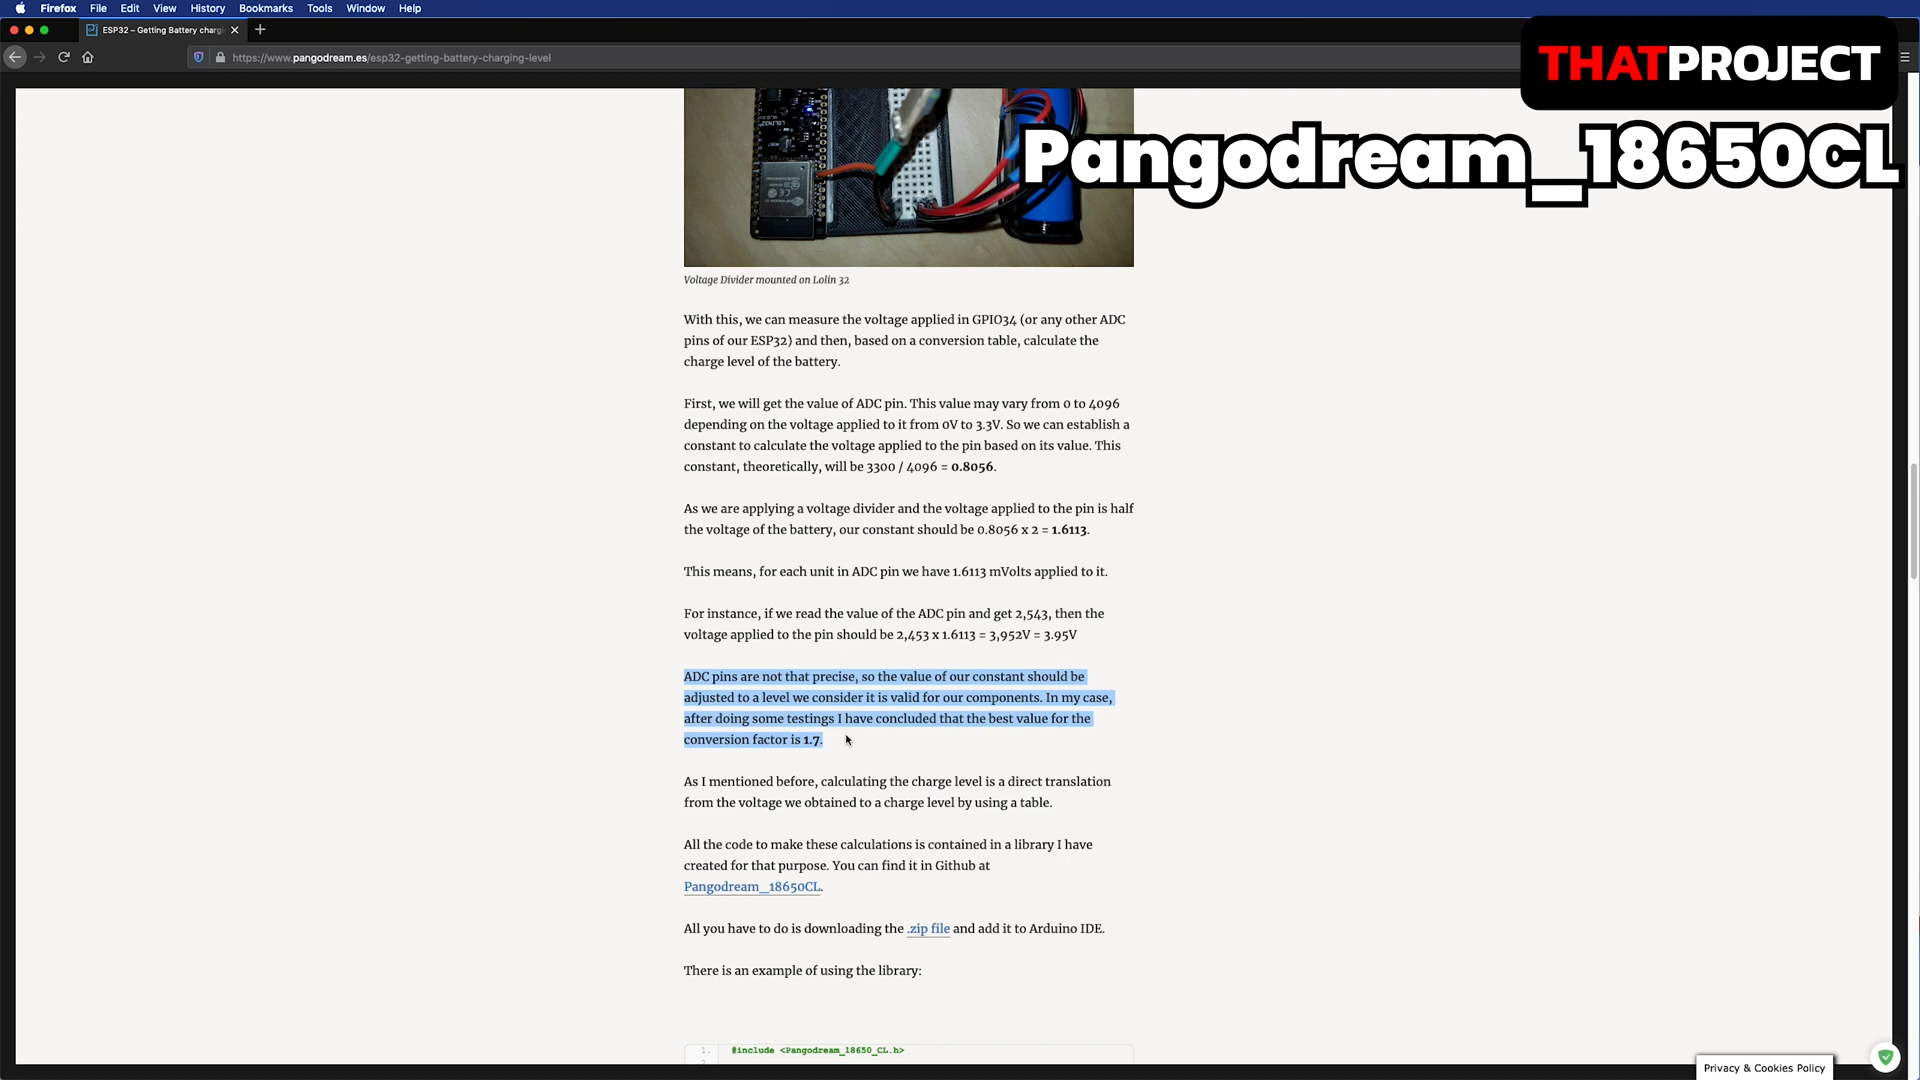 Firefox File Edit View History Bookmarks Tools Window Help
ESP32 – Getting Battery charg
https://www.pangodream.es/esp32-getting-battery-charging-level
THATPROJECT
Pangodream_18650CL
Voltage Divider mounted on Lolin 32
With this, we can measure the voltage applied in GPIO34 (or any other ADC
pins of our ESP32) and then, based on a conversion table, calculate the
charge level of the battery.
First, we will get the value of ADC pin. This value may vary from 0 to 4096
depending on the voltage applied to it from 0V to 3.3V. So we can establish a
constant to calculate the voltage applied to the pin based on its value. This
constant, theoretically, will be 3300 / 4096 = 0.8056.
As we are applying a voltage divider and the voltage applied to the pin is half
the voltage of the battery, our constant should be 0.8056 x 2 = 1.6113.
This means, for each unit in ADC pin we have 1.6113 mVolts applied to it.
For instance, if we read the value of the ADC pin and get 2,543, then the
voltage applied to the pin should be 2,453 x 1.6113 = 3,952V = 3.95V
ADC pins are not that precise, so the value of our constant should be
adjusted to a level we consider it is valid for our components. In my case,
after doing some testings I have concluded that the best value for the
conversion factor is 1.7.
As I mentioned before, calculating the charge level is a direct translation
from the voltage we obtained to a charge level by using a table.
All the code to make these calculations is contained in a library I have
created for that purpose. You can find it in Github at
Pangodream_18650CL.
All you have to do is downloading the .zip file and add it to Arduino IDE.
There is an example of using the library:
1. #include <Pangodream_18650_CL.h>
Privacy & Cookies Policy